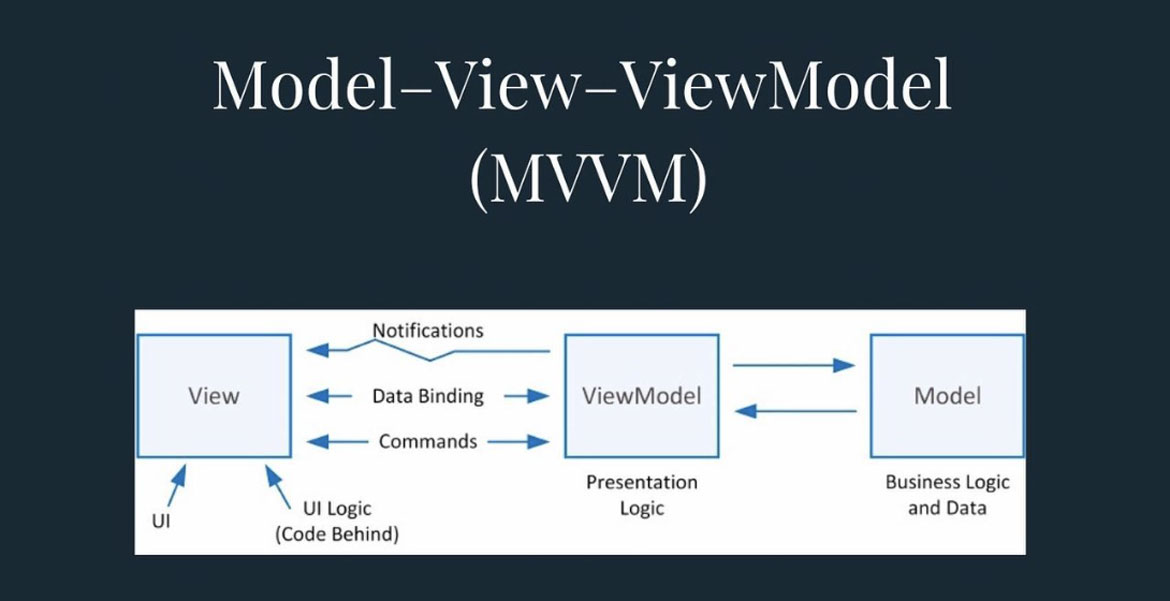 Model–View–ViewModel
(MVVM)
Notifications
View
Data Binding
ViewModel
Model
Commands
Presentation
Logic
Business Logic
and Data
UI
UI Logic
(Code Behind)